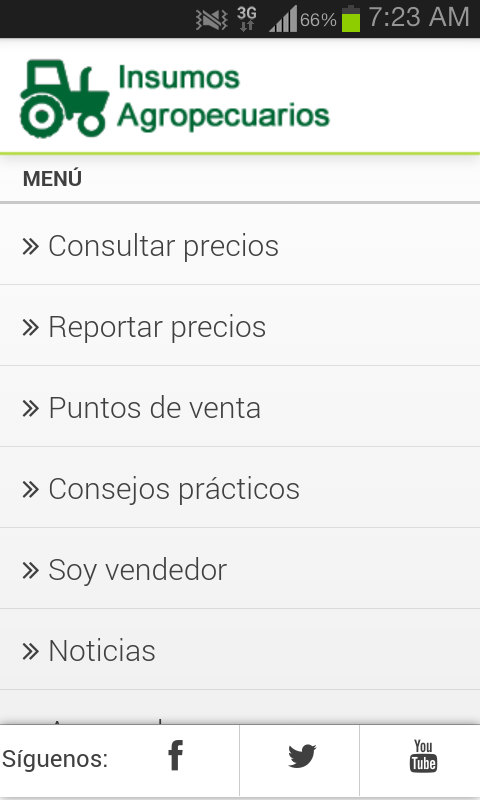 3G 66% 7:23 AM
Insumos
Agropecuarios
MENÚ
» Consultar precios
» Reportar precios
» Puntos de venta
» Consejos prácticos
» Soy vendedor
» Noticias
Síguenos:
You
Tube